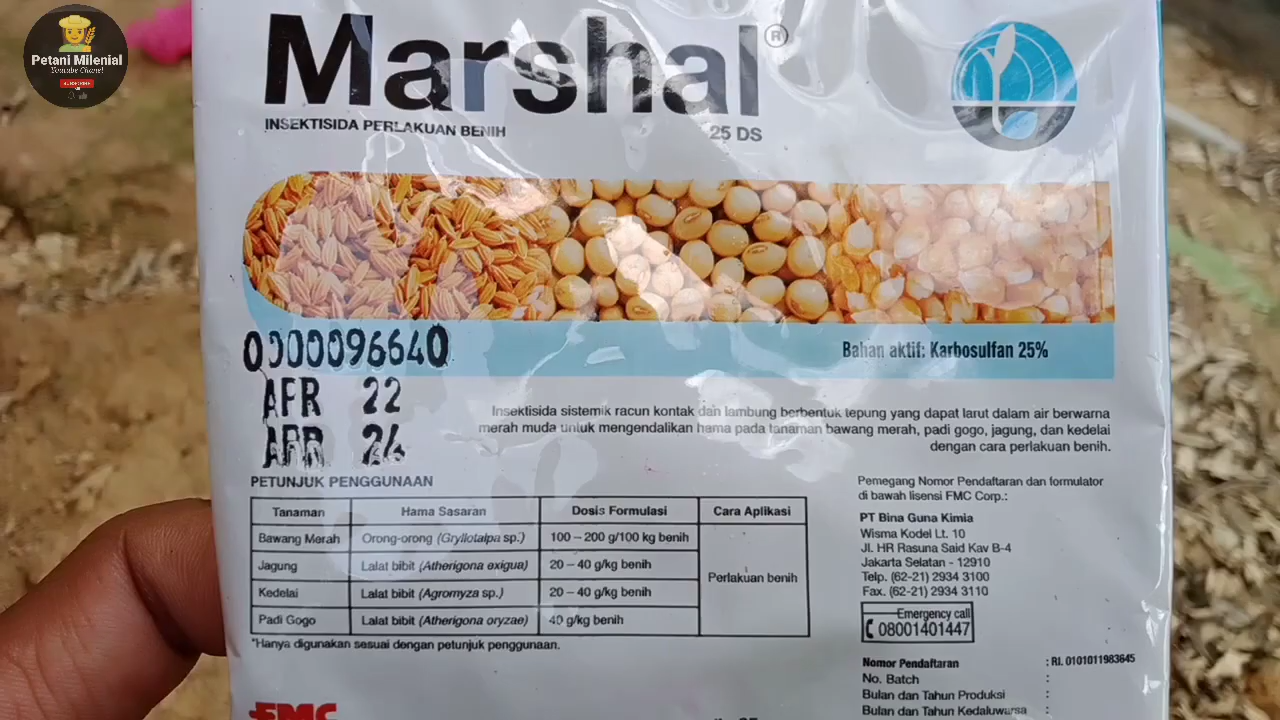 Petani Milenial
Youtube Chanel
SUBSCRIBE
Marshal®
INSEKTISIDA PERLAKUAN BENIH
25 DS
0000096640
Bahan aktif: Karbosulfan 25%
APR 22
APR 24
Insektisida sistemik racun kontak dan lambung berbentuk tepung yang dapat larut dalam air berwarna
merah muda untuk mengendalikan hama pada tanaman bawang merah, padi gogo, jagung, dan kedelai
dengan cara perlakuan benih.
PETUNJUK PENGGUNAAN
Tanaman Hama Sasaran Dosis Formulasi Cara Aplikasi
Bawang Merah Orong-orong (Gryllotalpa sp.) 100 – 200 g/100 kg benih
Jagung Lalat bibit (Atherigona exigua) 20 – 40 g/kg benih
Perlakuan benih
Kedelai Lalat bibit (Agromyza sp.) 20 – 40 g/kg benih
Padi Gogo Lalat bibit (Atherigona oryzae) 40 g/kg benih
*Hanya digunakan sesuai dengan petunjuk penggunaan.
Pemegang Nomor Pendaftaran dan formulator
di bawah lisensi FMC Corp.:
PT Bina Guna Kimia
Wisma Kodel Lt. 10
Jl. HR Rasuna Said Kav B-4
Jakarta Selatan - 12910
Telp. (62-21) 2934 3100
Fax. (62-21) 2934 3110
Emergency call
08001401447
Nomor Pendaftaran : RI. 0101011983645
No. Batch :
Bulan dan Tahun Produksi :
Bulan dan Tahun Kedaluwarsa :
FMC